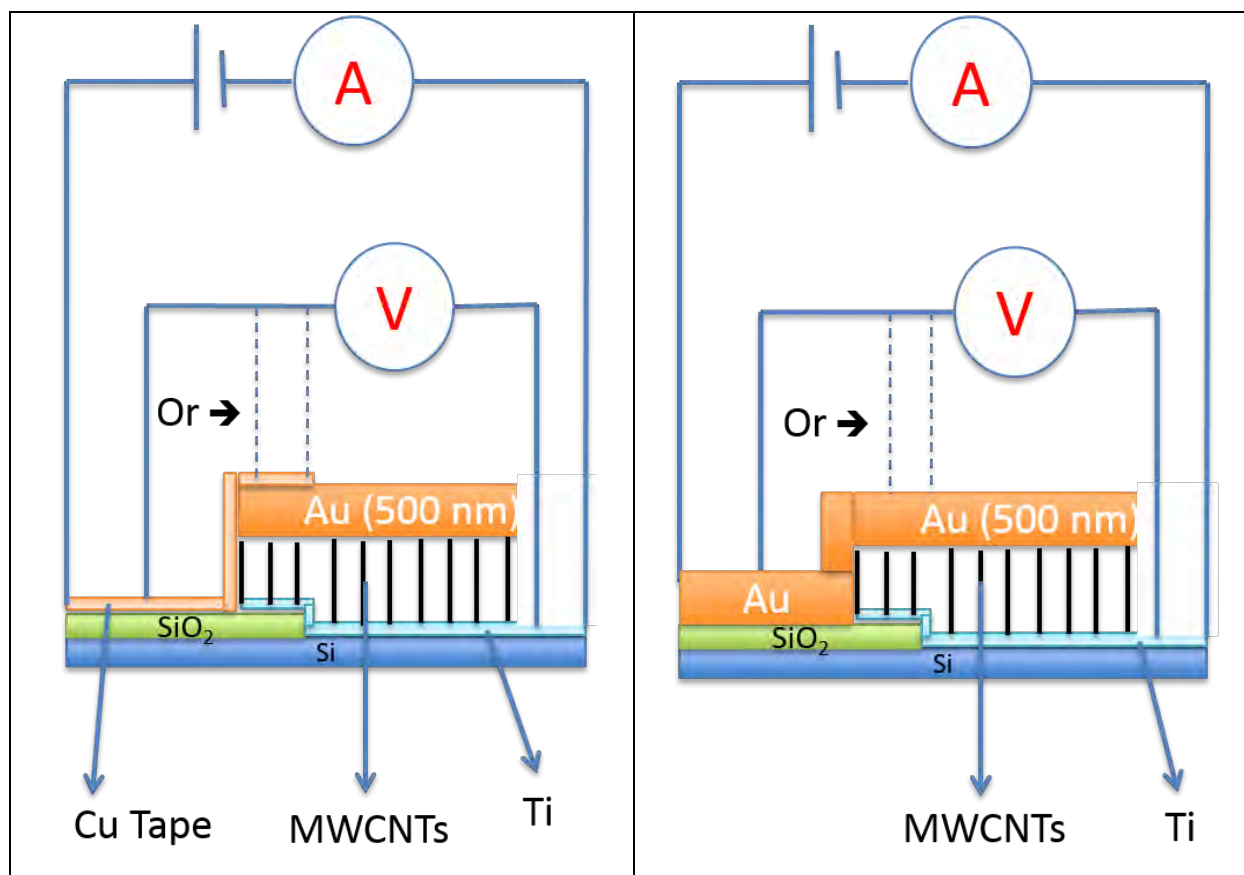 A
V
Or ➔
Au (500 nm)
SiO₂
Si
Cu Tape
MWCNTs
Ti
A
V
Or ➔
Au (500 nm)
Au
SiO₂
Si
MWCNTs
Ti